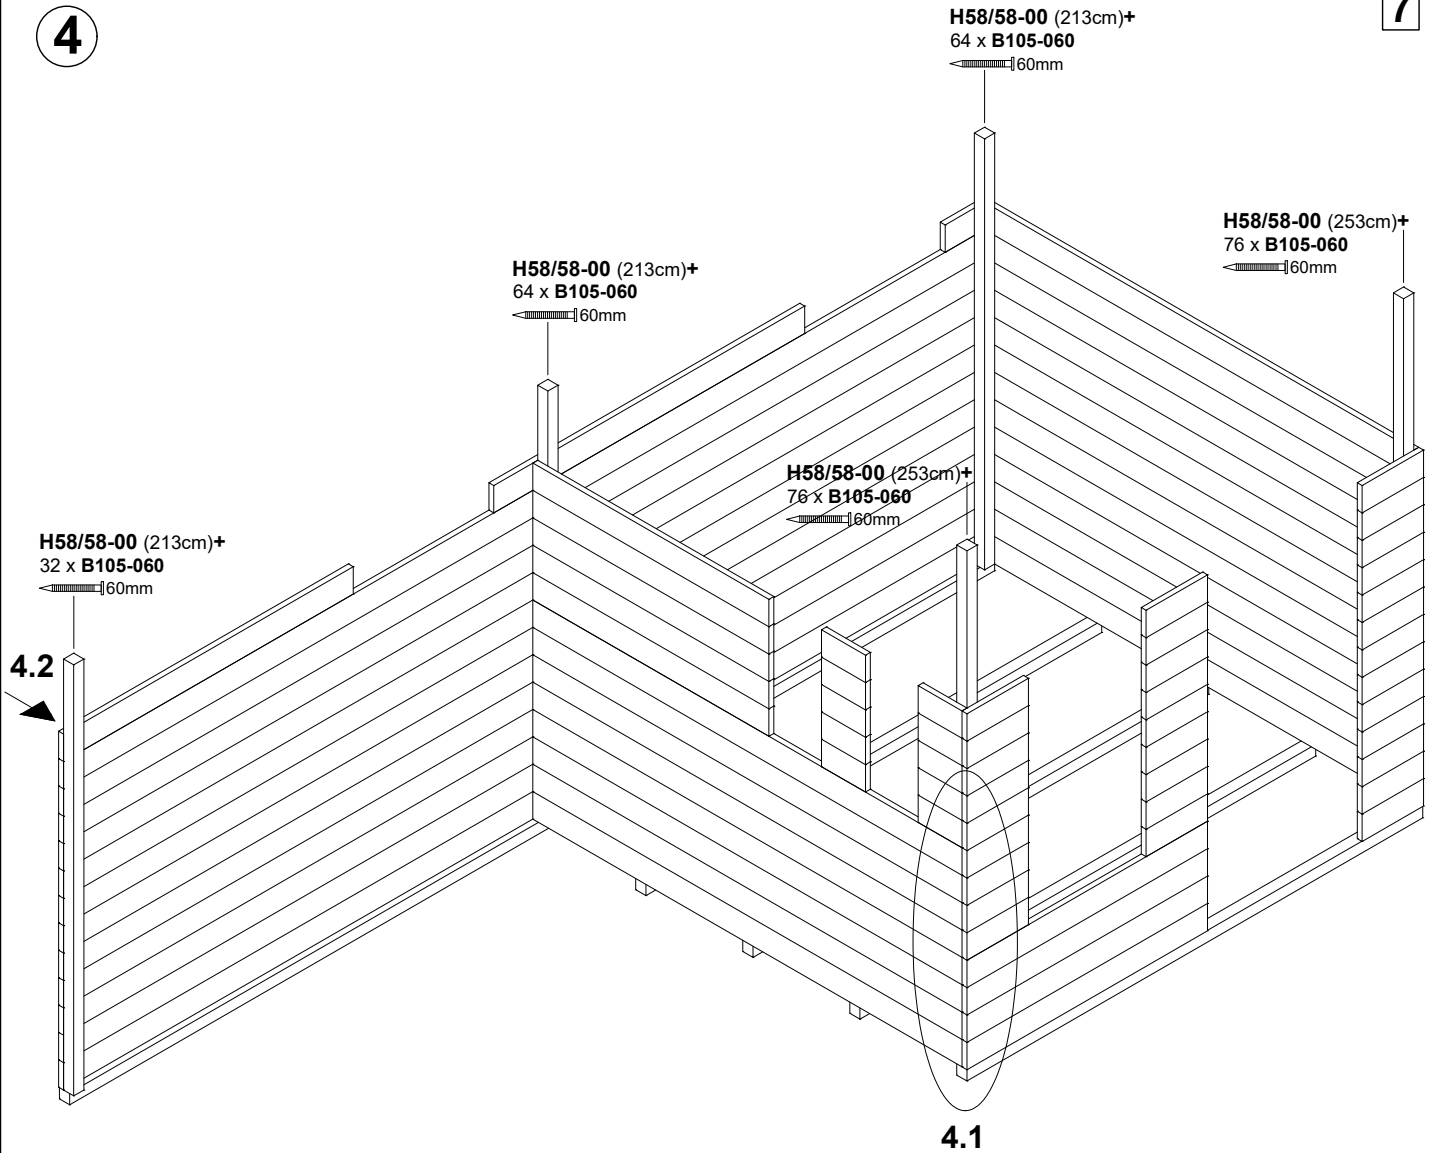 4
7
H58/58-00 (213cm)+
64 x B105-060
60mm
H58/58-00 (253cm)+
76 x B105-060
60mm
H58/58-00 (213cm)+
64 x B105-060
60mm
H58/58-00 (253cm)+
76 x B105-060
60mm
H58/58-00 (213cm)+
32 x B105-060
60mm
4.2
4.1